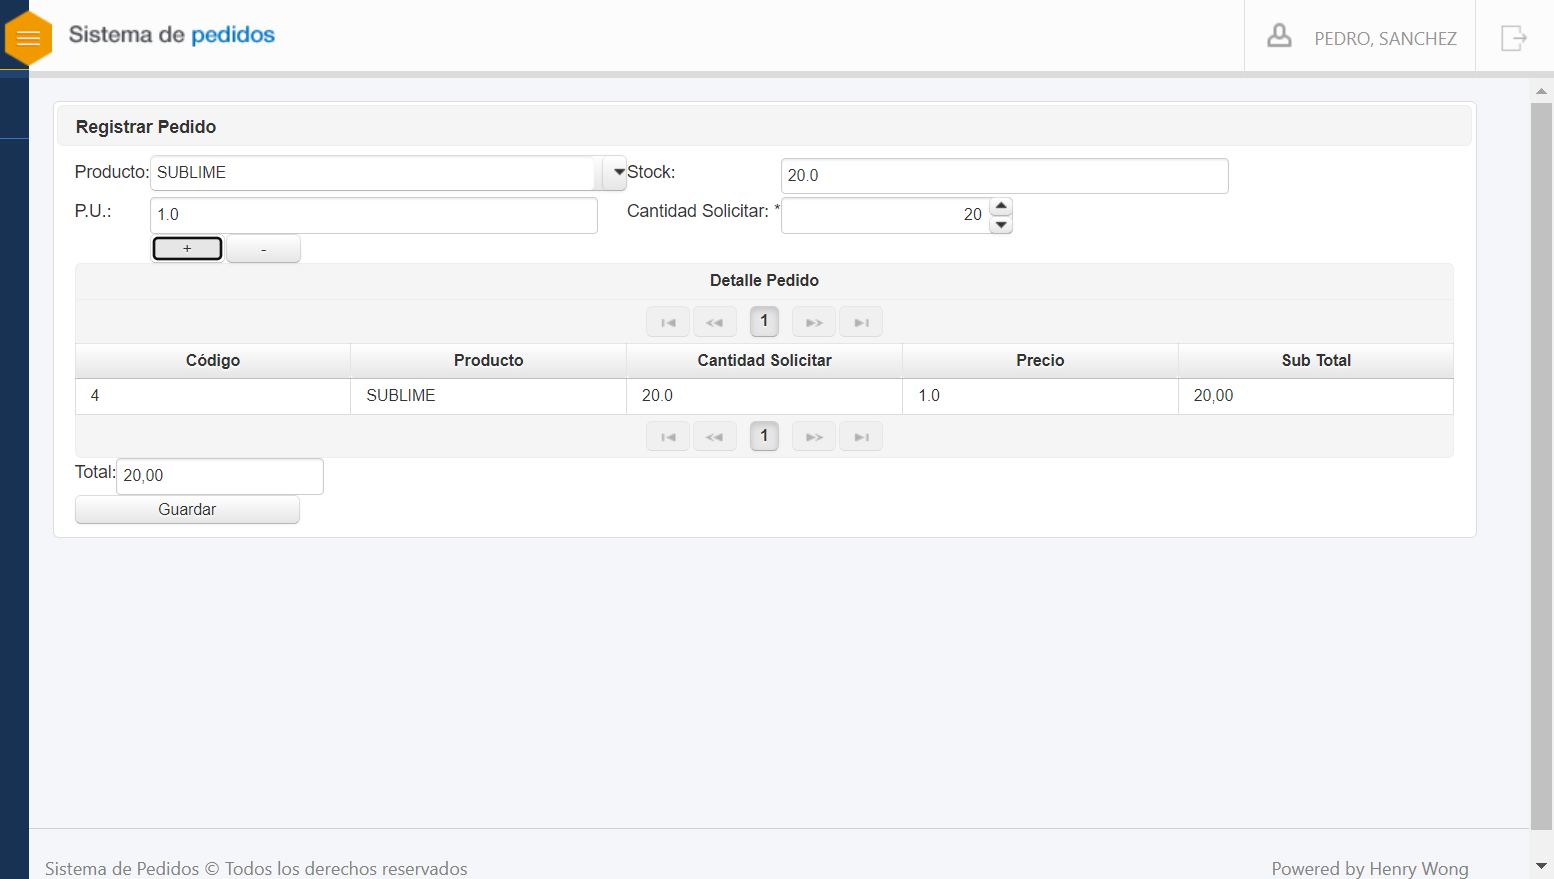 Sistema de pedidos
PEDRO, SANCHEZ
Registrar Pedido
Producto: SUBLIME Stock: 20.0
P.U.: 1.0 Cantidad Solicitar: * 20
+ -
Detalle Pedido
1
Código Producto Cantidad Solicitar Precio Sub Total
4 SUBLIME 20.0 1.0 20,00
1
Total: 20,00
Guardar
Sistema de Pedidos © Todos los derechos reservados Powered by Henry Wong